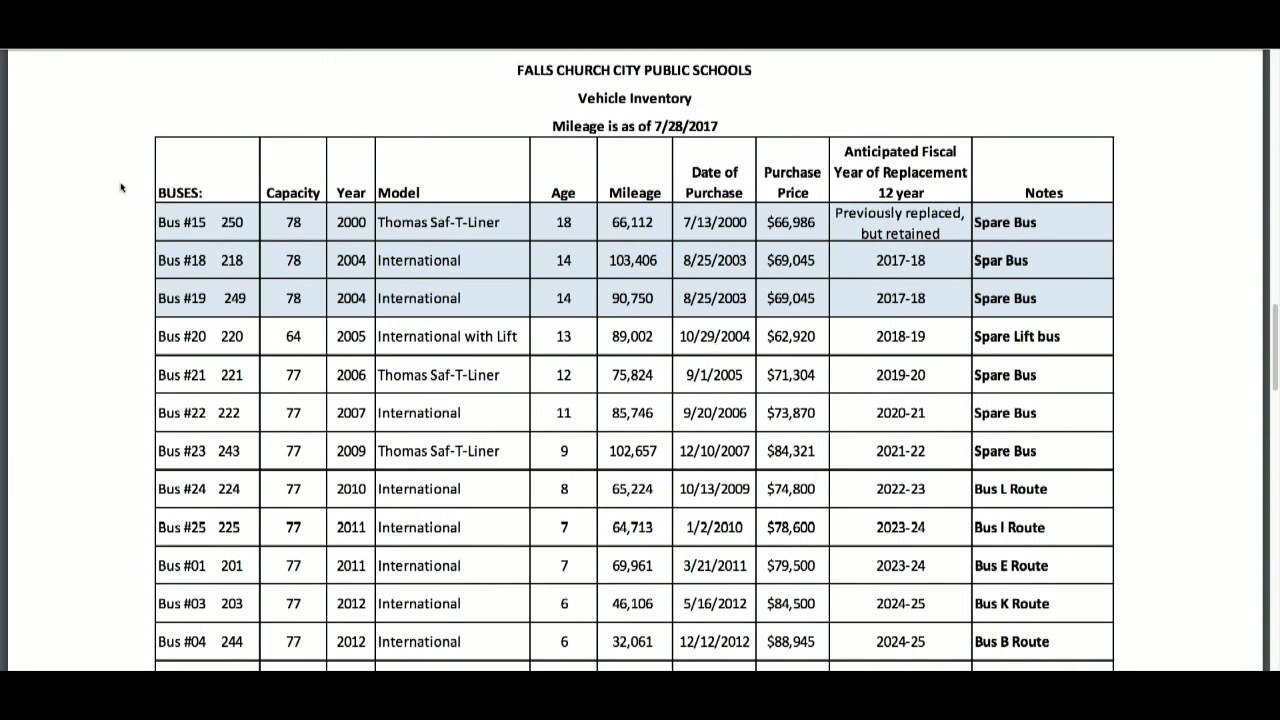 FALLS CHURCH CITY PUBLIC SCHOOLS
Vehicle Inventory
Mileage is as of 7/28/2017
BUSES: Capacity Year Model Age Mileage Date of Purchase Purchase Price Anticipated Fiscal Year of Replacement 12 year Notes
Bus #15 250 78 2000 Thomas Saf-T-Liner 18 66,112 7/13/2000 $66,986 Previously replaced, but retained Spare Bus
Bus #18 218 78 2004 International 14 103,406 8/25/2003 $69,045 2017-18 Spar Bus
Bus #19 249 78 2004 International 14 90,750 8/25/2003 $69,045 2017-18 Spare Bus
Bus #20 220 64 2005 International with Lift 13 89,002 10/29/2004 $62,920 2018-19 Spare Lift bus
Bus #21 221 77 2006 Thomas Saf-T-Liner 12 75,824 9/1/2005 $71,304 2019-20 Spare Bus
Bus #22 222 77 2007 International 11 85,746 9/20/2006 $73,870 2020-21 Spare Bus
Bus #23 243 77 2009 Thomas Saf-T-Liner 9 102,657 12/10/2007 $84,321 2021-22 Spare Bus
Bus #24 224 77 2010 International 8 65,224 10/13/2009 $74,800 2022-23 Bus L Route
Bus #25 225 77 2011 International 7 64,713 1/2/2010 $78,600 2023-24 Bus I Route
Bus #01 201 77 2011 International 7 69,961 3/21/2011 $79,500 2023-24 Bus E Route
Bus #03 203 77 2012 International 6 46,106 5/16/2012 $84,500 2024-25 Bus K Route
Bus #04 244 77 2012 International 6 32,061 12/12/2012 $88,945 2024-25 Bus B Route